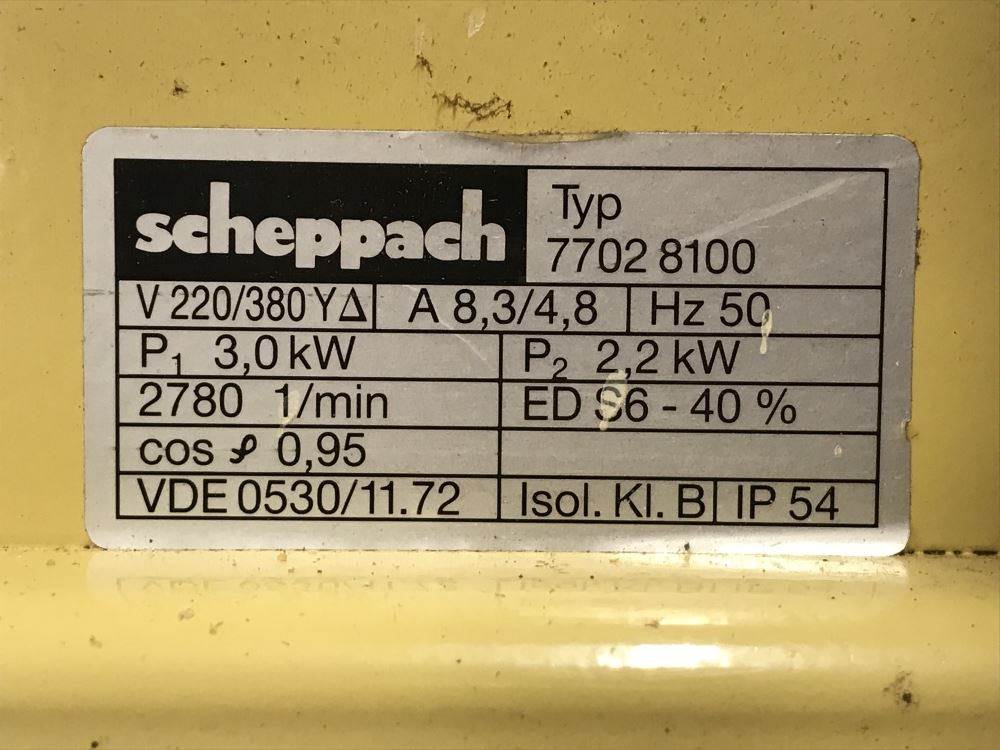 scheppach
Typ
7702 8100
V 220/380 Y∆ A 8,3/4,8 Hz 50
P₁ 3,0 kW P₂ 2,2 kW
2780 1/min ED S6 - 40 %
cos φ 0,95
VDE 0530/11.72 Isol. Kl. B IP 54